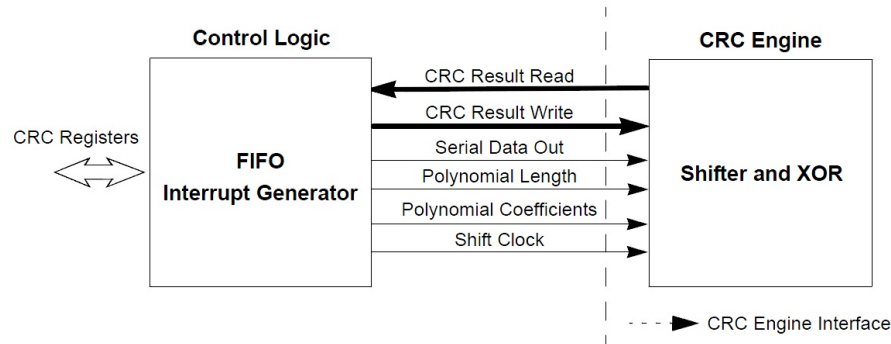 Control Logic
CRC Engine
CRC Result Read
CRC Result Write
CRC Registers
Serial Data Out
FIFO
Interrupt Generator
Polynomial Length
Shifter and XOR
Polynomial Coefficients
Shift Clock
CRC Engine Interface